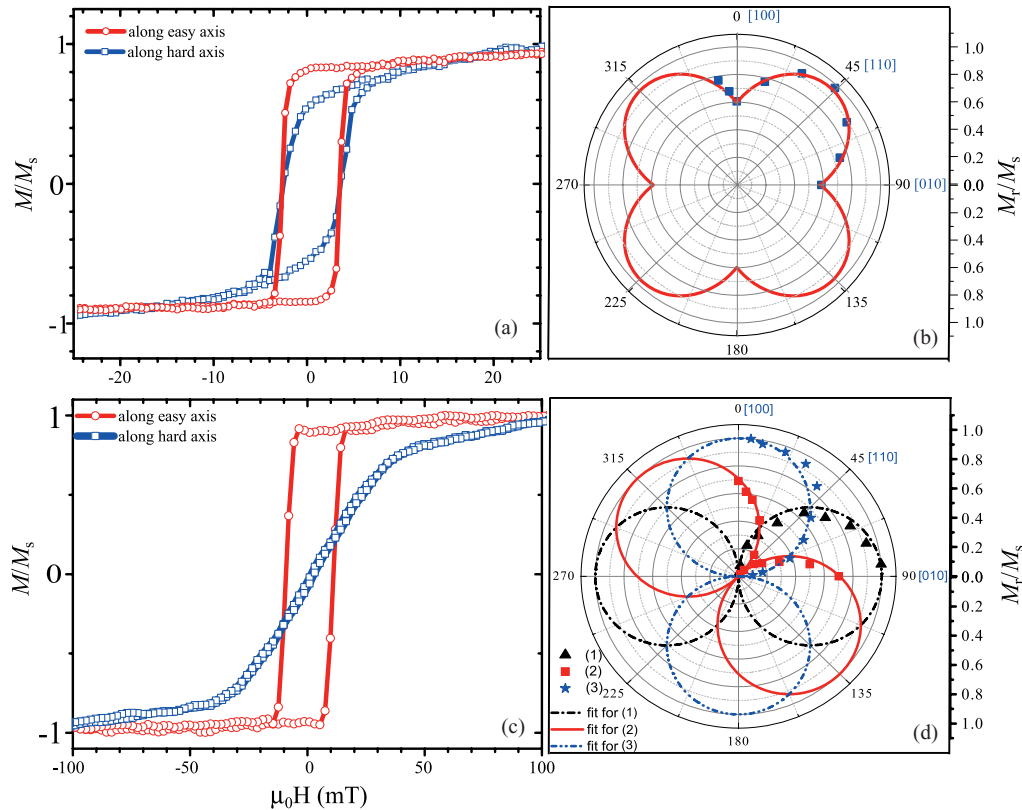 along easy axis
along hard axis
1
0
-1
M/Ms
-20 -10 0 10 20
(a)
0 [100]
45 [110]
90 [010]
135
180
225
270
315
1.0
0.8
0.6
0.4
0.2
0.0
0.2
0.4
0.6
0.8
1.0
Mr/Ms
(b)
along easy axis
along hard axis
1
0
-1
M/Ms
-100 -50 0 50 100
μ0H (mT)
(c)
0 [100]
45 [110]
90 [010]
135
180
225
270
315
1.0
0.8
0.6
0.4
0.2
0.0
0.2
0.4
0.6
0.8
1.0
Mr/Ms
(1)
(2)
(3)
fit for (1)
fit for (2)
fit for (3)
(d)